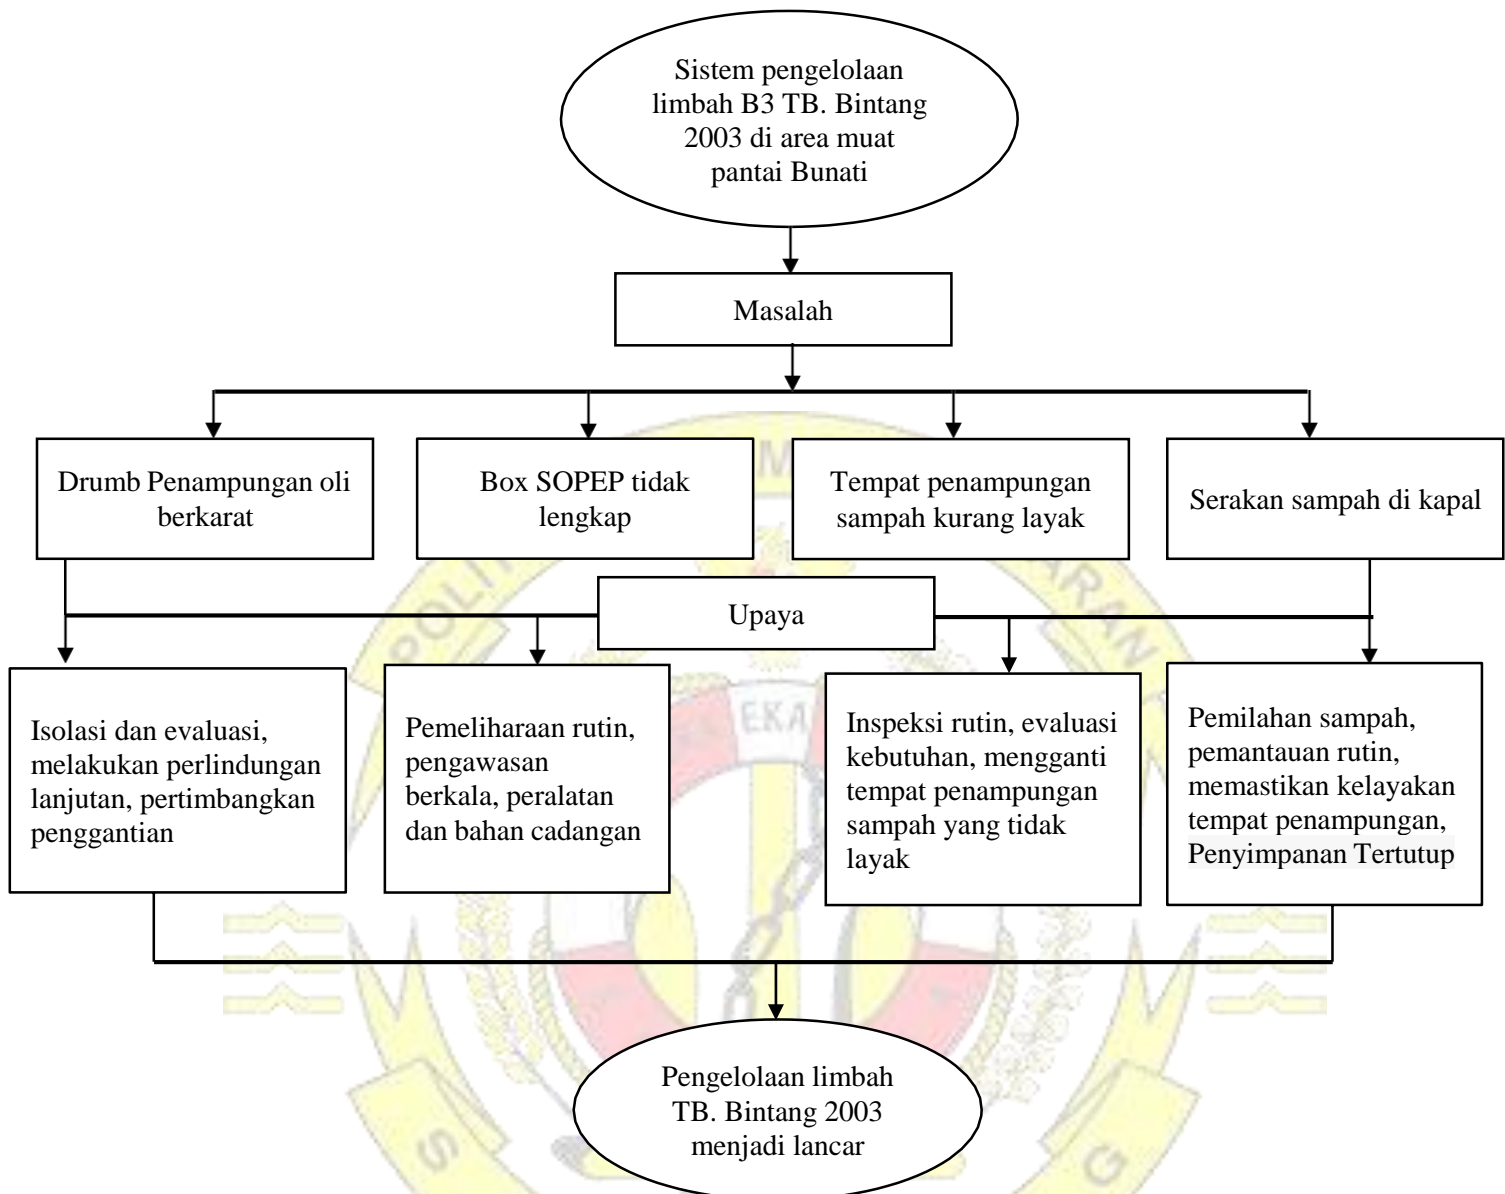 Sistem pengelolaan
limbah B3 TB. Bintang
2003 di area muat
pantai Bunati
Masalah
Drumb Penampungan oli
berkarat
Box SOPEP tidak
lengkap
Tempat penampungan
sampah kurang layak
Serakan sampah di kapal
Upaya
Isolasi dan evaluasi,
melakukan perlindungan
lanjutan, pertimbangkan
penggantian
Pemeliharaan rutin,
pengawasan
berkala, peralatan
dan bahan cadangan
Inspeksi rutin, evaluasi
kebutuhan, mengganti
tempat penampungan
sampah yang tidak
layak
Pemilahan sampah,
pemantauan rutin,
memastikan kelayakan
tempat penampungan,
Penyimpanan Tertutup
Pengelolaan limbah
TB. Bintang 2003
menjadi lancar